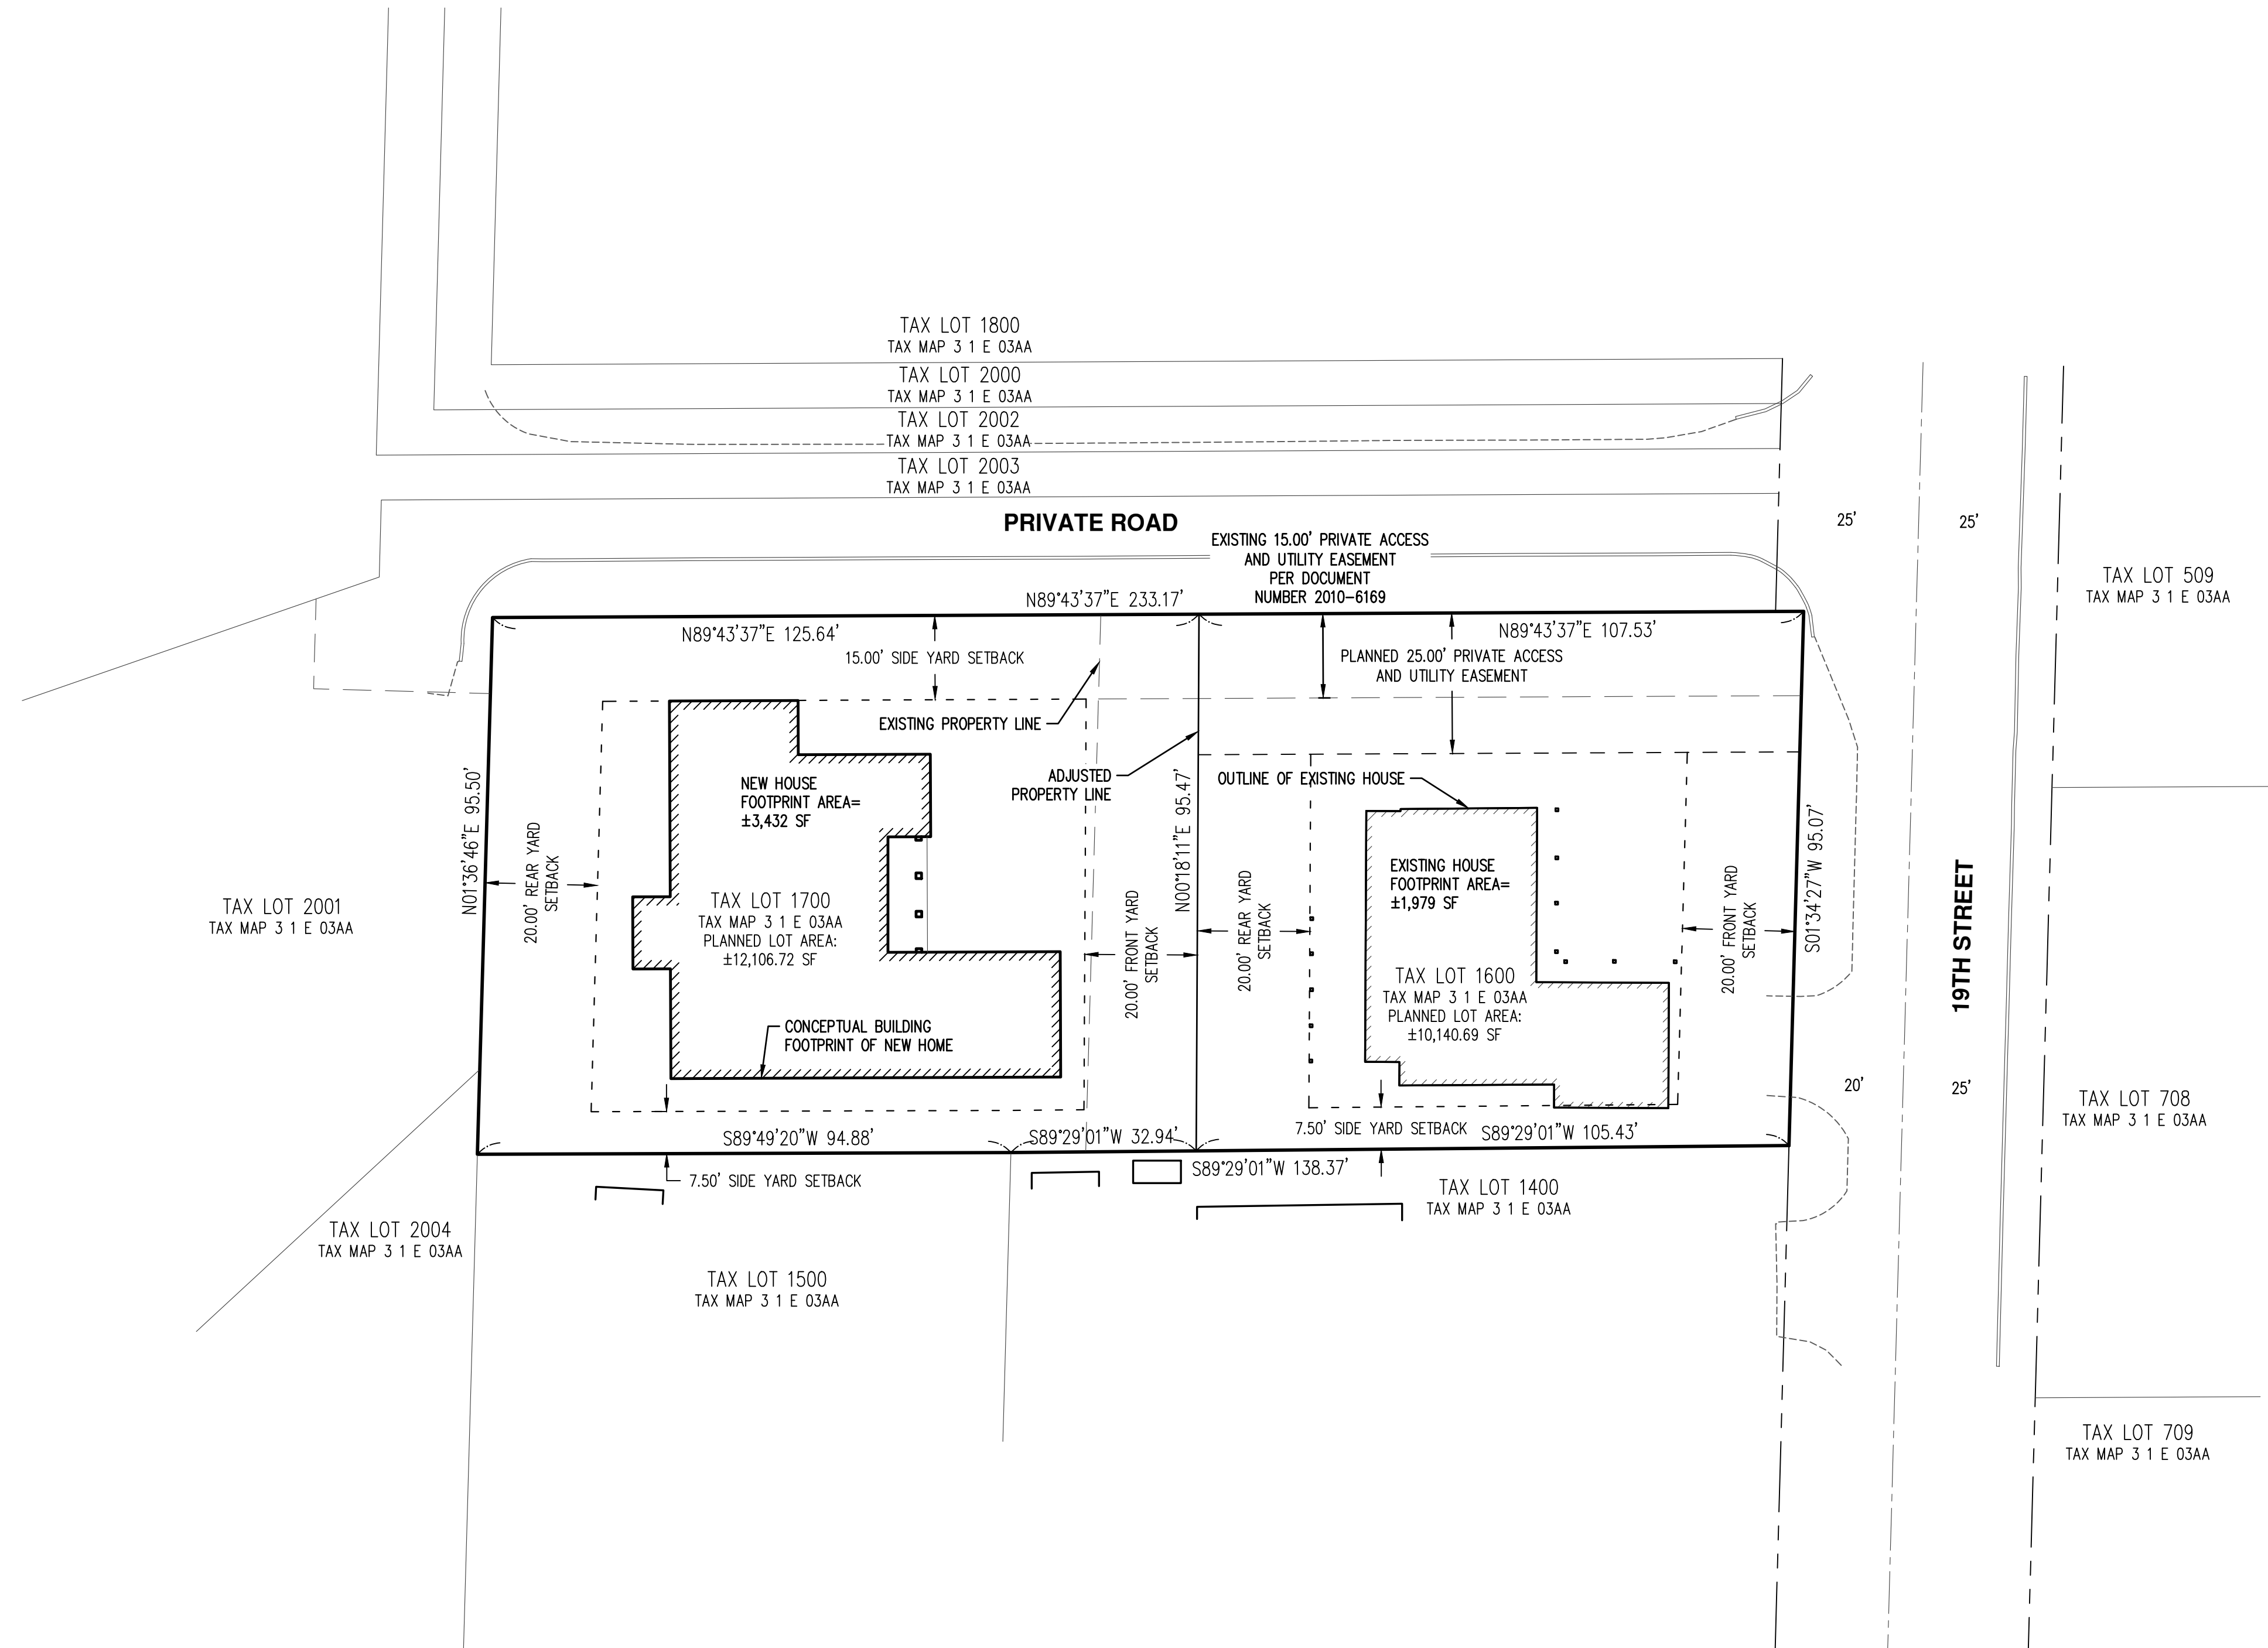 TAX LOT 1800
TAX MAP 3 1 E 03AA
TAX LOT 2000
TAX MAP 3 1 E 03AA
TAX LOT 2002
TAX MAP 3 1 E 03AA
TAX LOT 2003
TAX MAP 3 1 E 03AA
PRIVATE ROAD
25'
25'
EXISTING 15.00' PRIVATE ACCESS
AND UTILITY EASEMENT
PER DOCUMENT
NUMBER 2010-6169
TAX LOT 509
TAX MAP 3 1 E 03AA
N89°43'37"E 233.17'
N89°43'37"E 125.64'
N89°43'37"E 107.53'
15.00' SIDE YARD SETBACK
PLANNED 25.00' PRIVATE ACCESS
AND UTILITY EASEMENT
EXISTING PROPERTY LINE
ADJUSTED
PROPERTY LINE
OUTLINE OF EXISTING HOUSE
NEW HOUSE
FOOTPRINT AREA=
±3,432 SF
N01°36'46"E 95.50'
20.00' REAR YARD
SETBACK
N00°18'11"E 95.47'
EXISTING HOUSE
FOOTPRINT AREA=
±1,979 SF
S01°34'27"W 95.07'
TAX LOT 2001
TAX MAP 3 1 E 03AA
TAX LOT 1700
TAX MAP 3 1 E 03AA
PLANNED LOT AREA:
±12,106.72 SF
20.00' FRONT YARD
SETBACK
20.00' REAR YARD
SETBACK
20.00' FRONT YARD
SETBACK
19TH STREET
TAX LOT 1600
TAX MAP 3 1 E 03AA
PLANNED LOT AREA:
±10,140.69 SF
CONCEPTUAL BUILDING
FOOTPRINT OF NEW HOME
20'
25'
TAX LOT 708
TAX MAP 3 1 E 03AA
S89°49'20"W 94.88'
S89°29'01"W 32.94'
7.50' SIDE YARD SETBACK
S89°29'01"W 105.43'
S89°29'01"W 138.37'
7.50' SIDE YARD SETBACK
TAX LOT 1400
TAX MAP 3 1 E 03AA
TAX LOT 2004
TAX MAP 3 1 E 03AA
TAX LOT 1500
TAX MAP 3 1 E 03AA
TAX LOT 709
TAX MAP 3 1 E 03AA